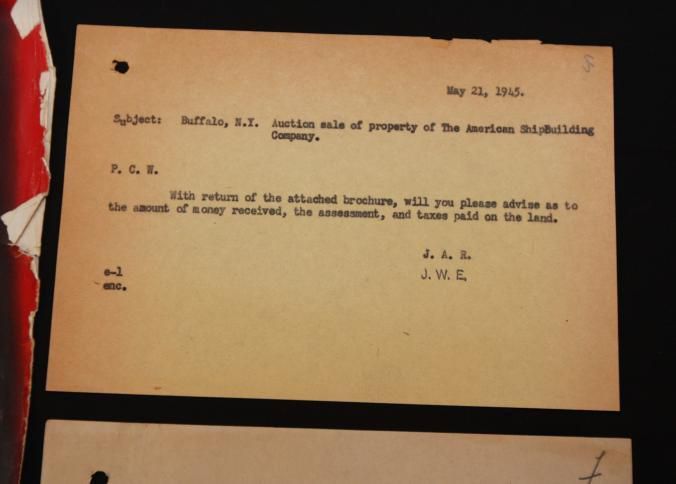 May 21, 1945.
Subject: Buffalo, N.Y. Auction sale of property of The American ShipBuilding
Company.
P. C. W.
With return of the attached brochure, will you please advise as to
the amount of money received, the assessment, and taxes paid on the land.
J. A. R.
J. W. E.
e-1
enc.